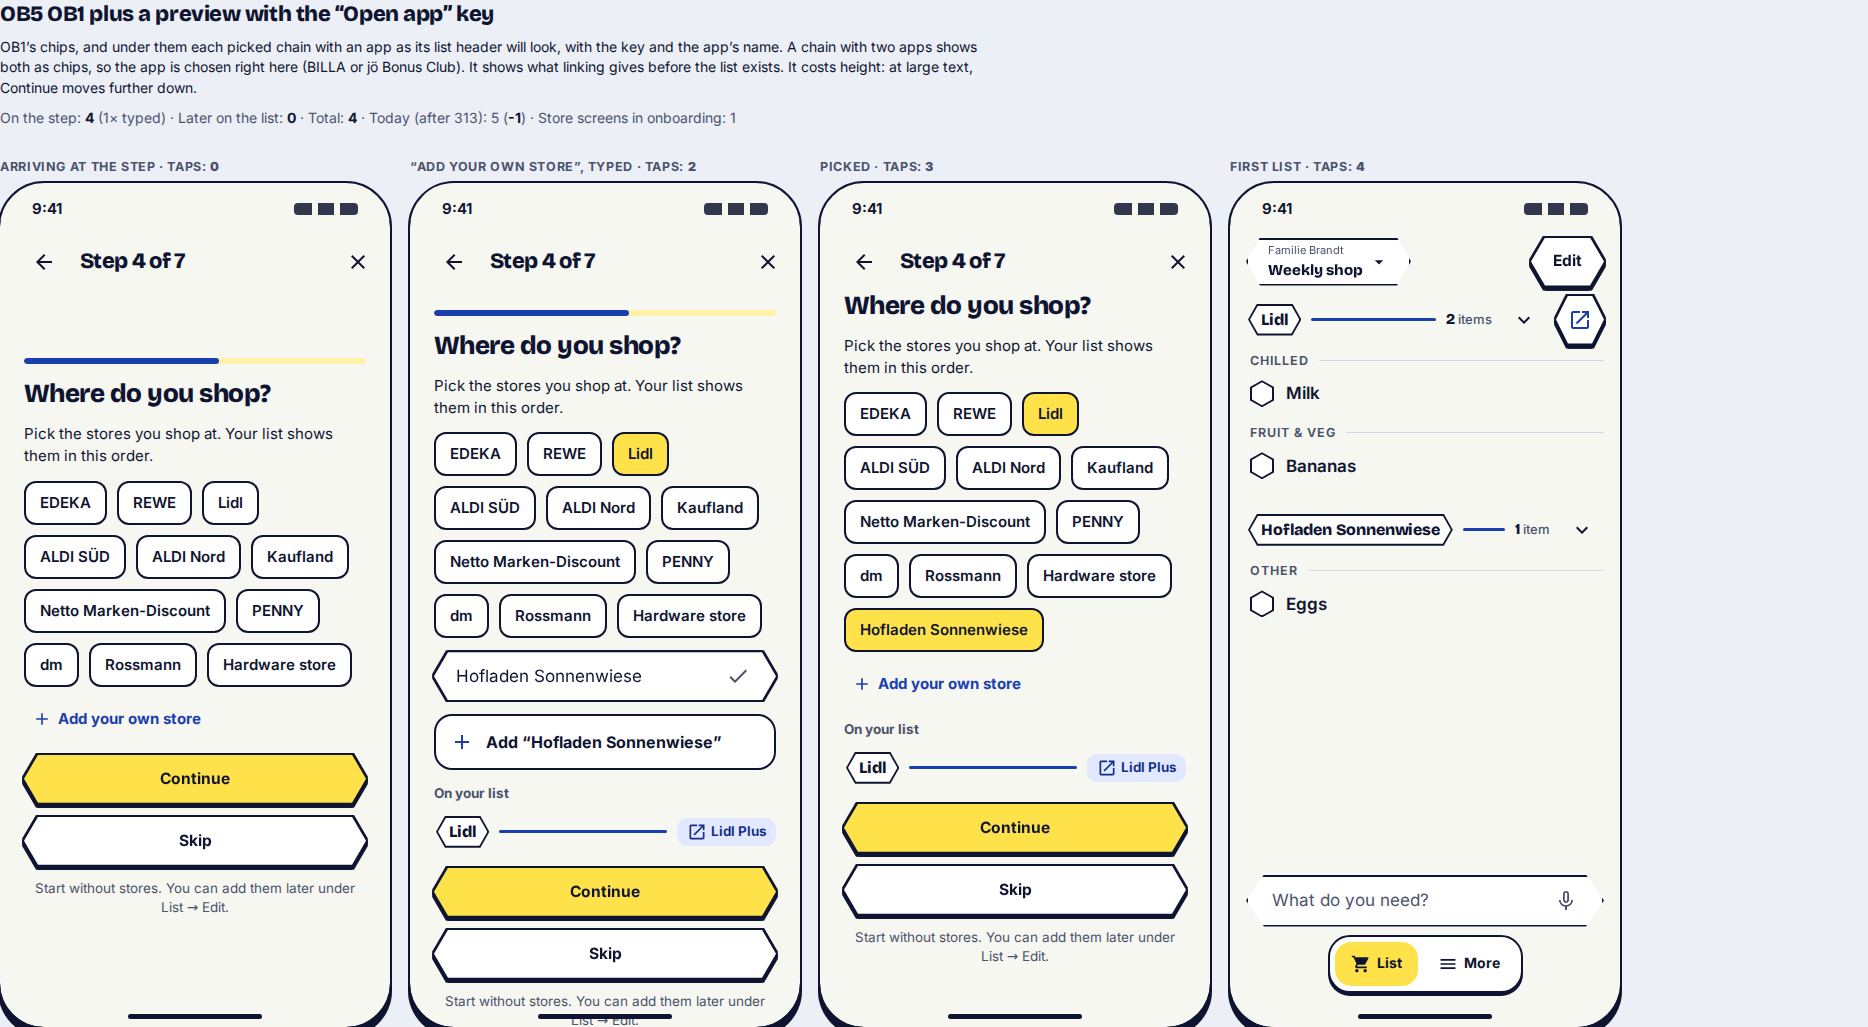 OB5 OB1 plus a preview with the “Open app” key
OB1’s chips, and under them each picked chain with an app as its list header will look, with the key and the app’s name. A chain with two apps shows
both as chips, so the app is chosen right here (BILLA or jö Bonus Club). It shows what linking gives before the list exists. It costs height: at large text,
Continue moves further down.
On the step: 4 (1× typed) · Later on the list: 0 · Total: 4 · Today (after 313): 5 (-1) · Store screens in onboarding: 1
ARRIVING AT THE STEP · TAPS: 0
9:41
Step 4 of 7
Where do you shop?
Pick the stores you shop at. Your list shows
them in this order.
EDEKA
REWE
Lidl
ALDI SÜD
ALDI Nord
Kaufland
Netto Marken-Discount
PENNY
dm
Rossmann
Hardware store
Add your own store
Continue
Skip
Start without stores. You can add them later under
List → Edit.
“ADD YOUR OWN STORE”, TYPED · TAPS: 2
9:41
Step 4 of 7
Where do you shop?
Pick the stores you shop at. Your list shows
them in this order.
EDEKA
REWE
Lidl
ALDI SÜD
ALDI Nord
Kaufland
Netto Marken-Discount
PENNY
dm
Rossmann
Hardware store
Hofladen Sonnenwiese
Add “Hofladen Sonnenwiese”
On your list
Lidl
Lidl Plus
Continue
Skip
Start without stores. You can add them later under
List → Edit.
PICKED · TAPS: 3
9:41
Step 4 of 7
Where do you shop?
Pick the stores you shop at. Your list shows
them in this order.
EDEKA
REWE
Lidl
ALDI SÜD
ALDI Nord
Kaufland
Netto Marken-Discount
PENNY
dm
Rossmann
Hardware store
Hofladen Sonnenwiese
Add your own store
On your list
Lidl
Lidl Plus
Continue
Skip
Start without stores. You can add them later under
List → Edit.
FIRST LIST · TAPS: 4
9:41
Familie Brandt
Weekly shop
Edit
Lidl
2 items
CHILLED
Milk
FRUIT & VEG
Bananas
Hofladen Sonnenwiese
1 item
OTHER
Eggs
What do you need?
List
More